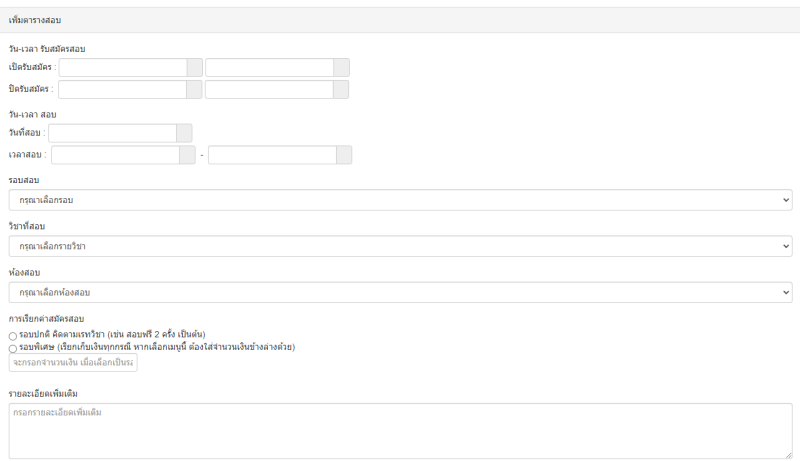 เพิ่มตารางสอบ
วัน-เวลา รับสมัครสอบ
เปิดรับสมัคร :
ปิดรับสมัคร :
วัน-เวลา สอบ
วันที่สอบ :
เวลาสอบ : -
รอบสอบ
กรุณาเลือกรอบ
วิชาที่สอบ
กรุณาเลือกรายวิชา
ห้องสอบ
กรุณาเลือกห้องสอบ
การเรียกค่าสมัครสอบ
รอบปกติ คิดตามเรทวิชา (เช่น สอบฟรี 2 ครั้ง เป็นต้น)
รอบพิเศษ (เรียกเก็บเงินทุกกรณี หากเลือกเมนูนี้ ต้องใส่จำนวนเงินข้างล่างด้วย)
จะกรอกจำนวนเงิน เมื่อเลือกเป็นระ
รายละเอียดเพิ่มเติม
กรอกรายละเอียดเพิ่มเติม